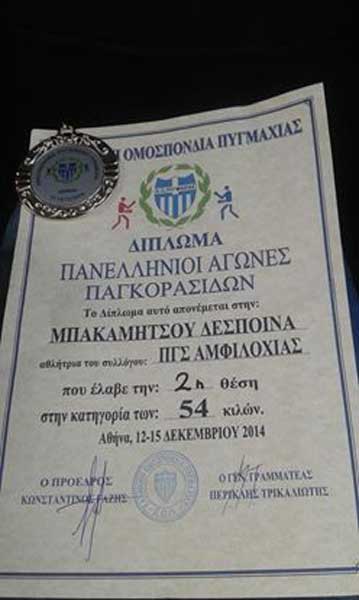 ΟΜΟΣΠΟΝΔΙΑ ΠΥΓΜΑΧΙΑΣ
ΔΙΠΛΩΜΑ
ΠΑΝΕΛΛΗΝΙΟΙ ΑΓΩΝΕΣ
ΠΑΓΚΟΡΑΣΙΔΩΝ
Το Δίπλωμα αυτό απονέμεται στην:
ΜΠΑΚΑΜΗΤΣΟΥ ΔΕΣΠΟΙΝΑ
αθλήτρια του συλλόγου: ΠΓΣ ΑΜΦΙΛΟΧΙΑΣ
που έλαβε την: 2η θέση
στην κατηγορία των: 54 κιλών.
Αθήνα, 12-15 ΔΕΚΕΜΒΡΙΟΥ 2014
Ο ΠΡΟΕΔΡΟΣ
ΚΩΝΣΤΑΝΤΙΝΟΣ ΓΑΖΗΣ
Ο ΓΕΝ. ΓΡΑΜΜΑΤΕΑΣ
ΠΕΡΙΚΛΗΣ ΤΡΙΚΑΛΙΩΤΗΣ